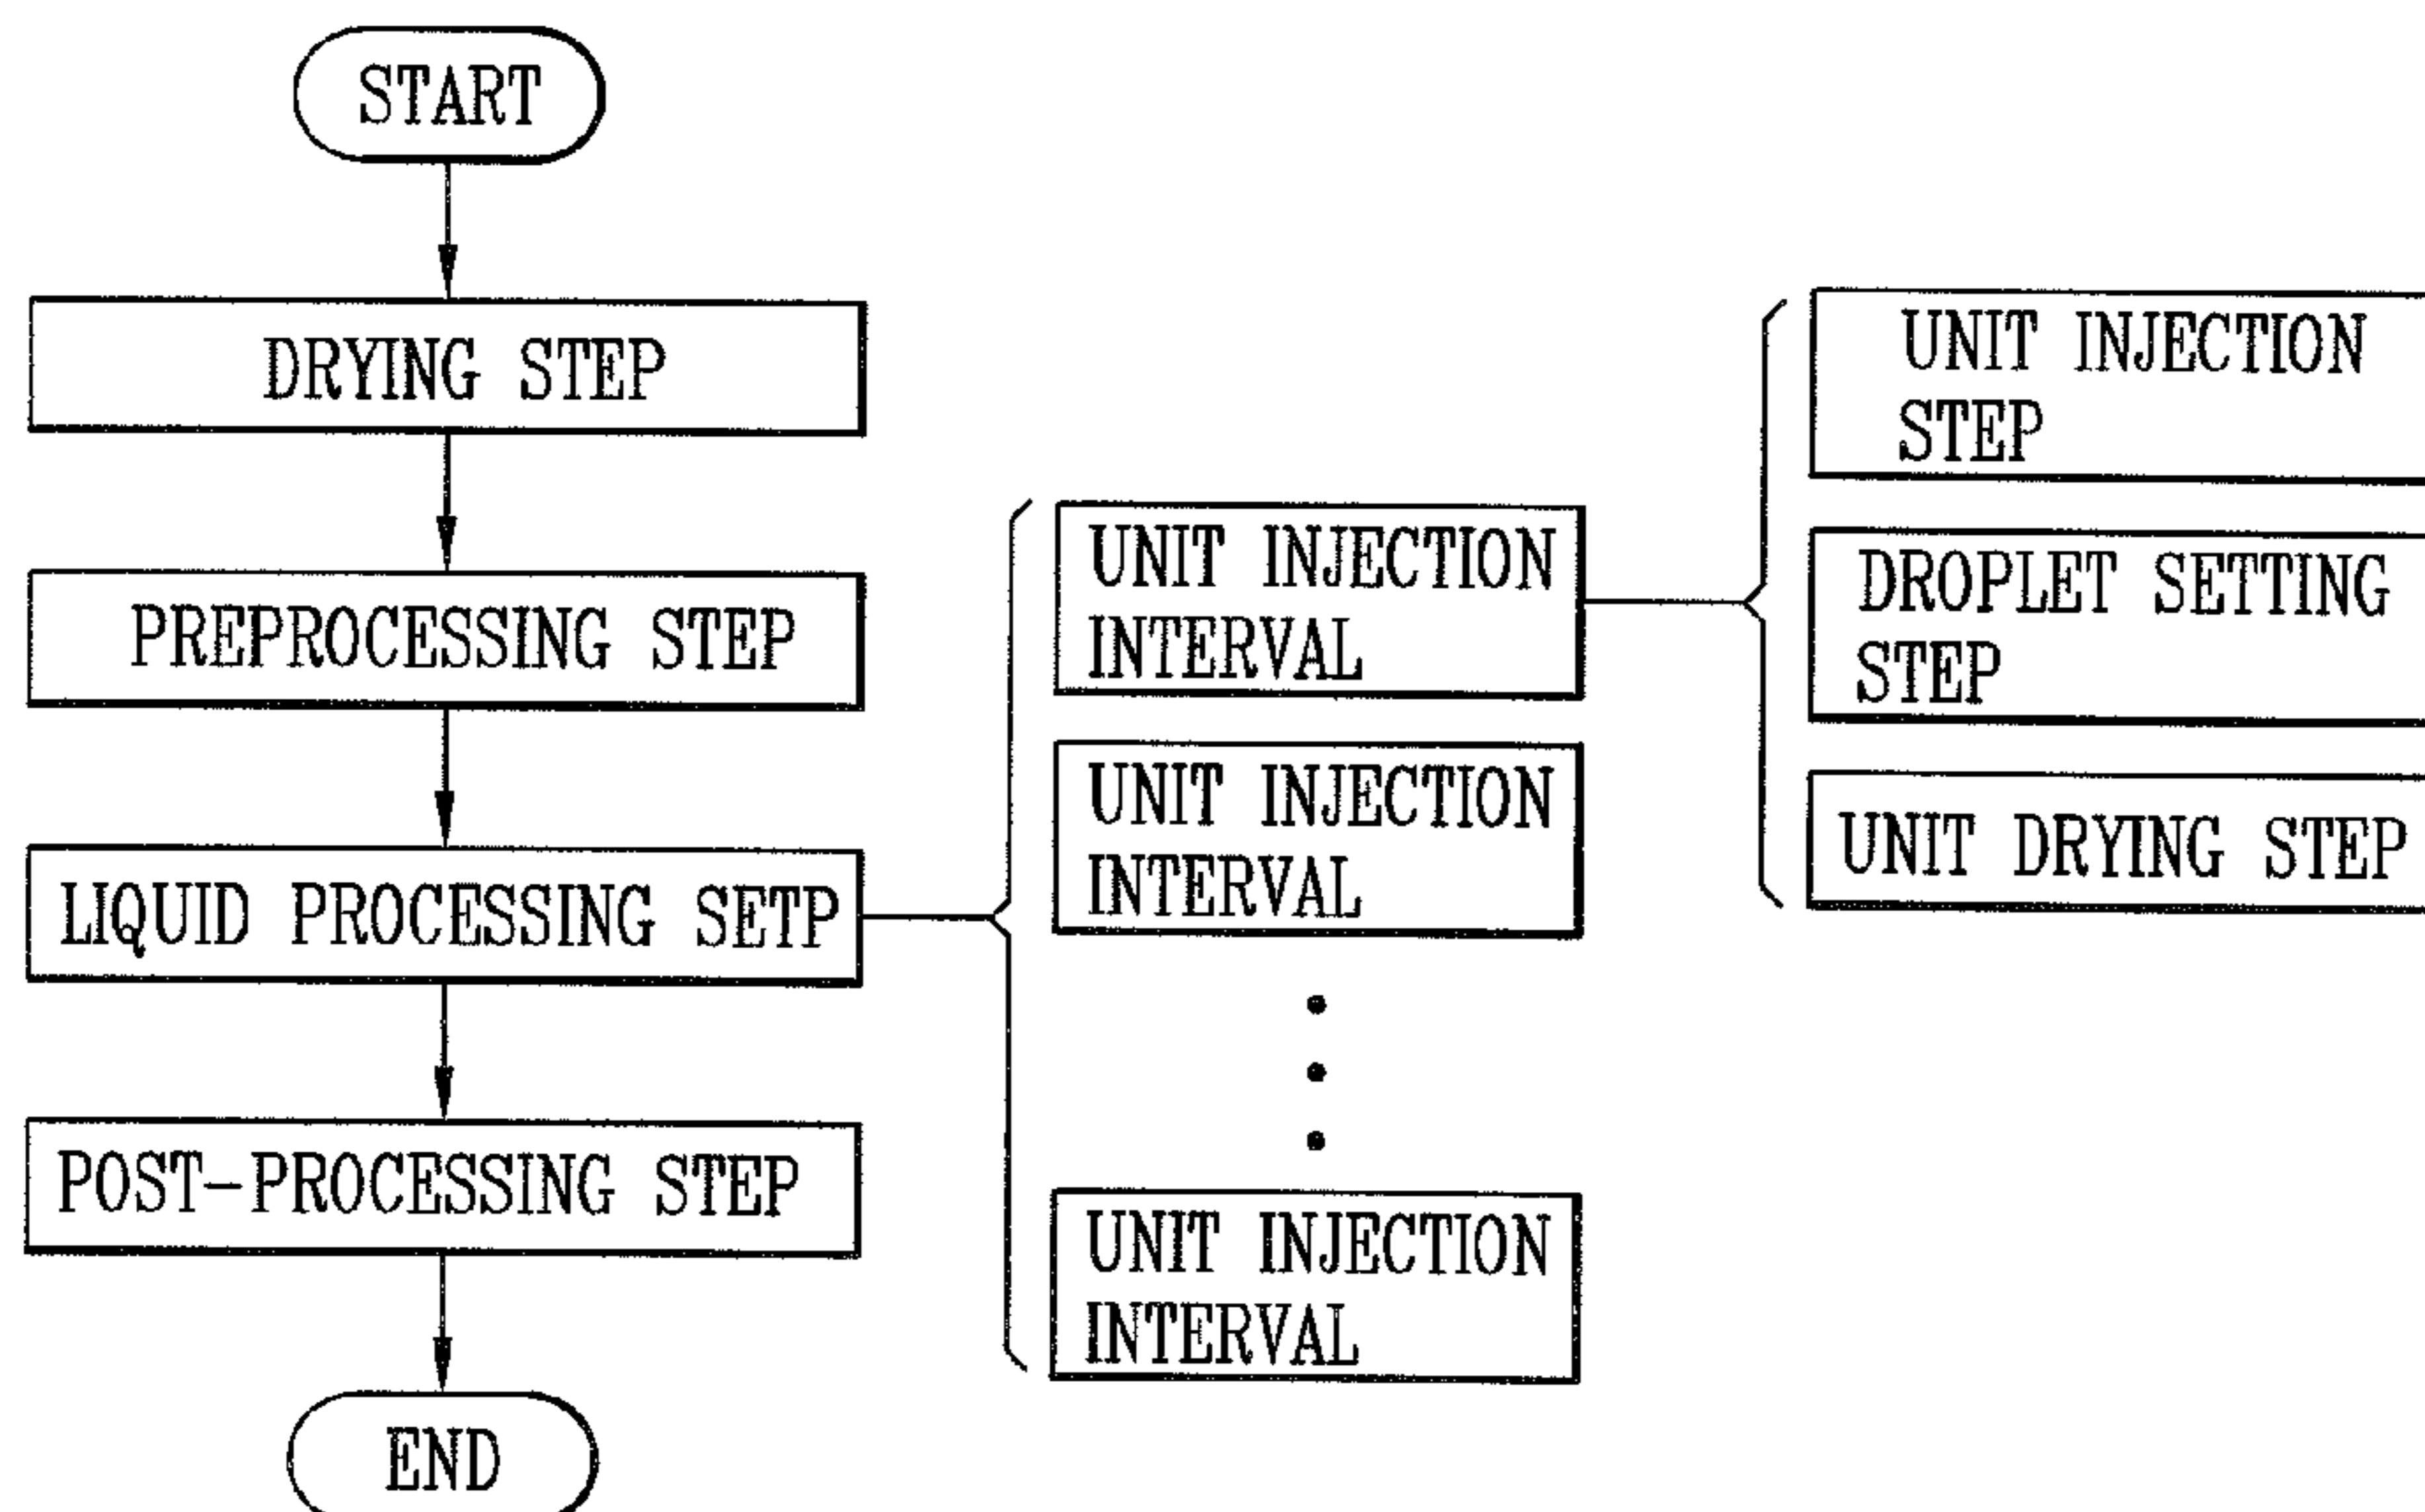 START
DRYING STEP
PREPROCESSING STEP
LIQUID PROCESSING SETP
POST-PROCESSING STEP
END
UNIT INJECTION
INTERVAL
UNIT INJECTION
INTERVAL
UNIT INJECTION
INTERVAL
UNIT INJECTION
STEP
DROPLET SETTING
STEP
UNIT DRYING STEP